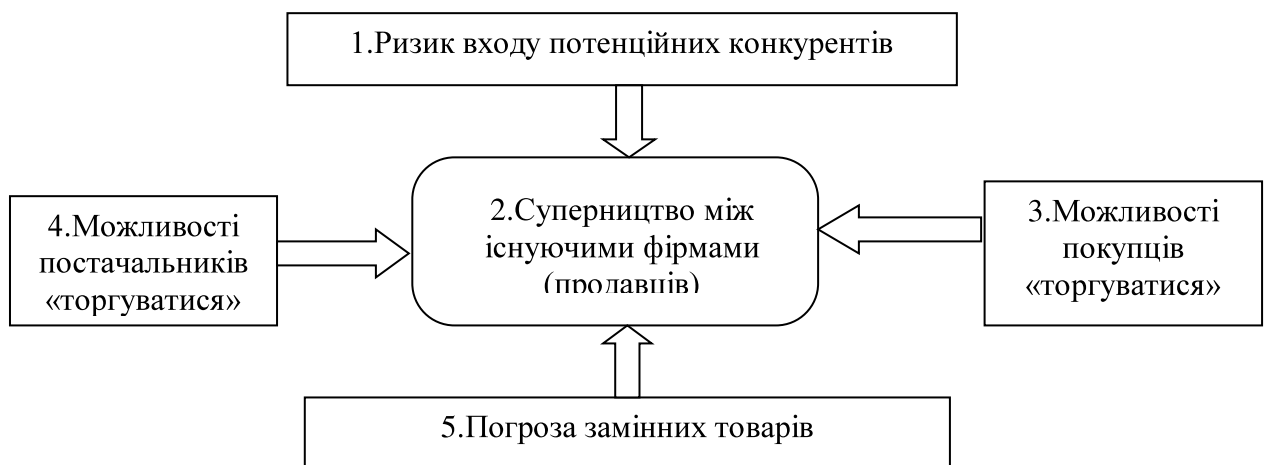 1.Ризик входу потенційних конкурентів
2.Суперництво між
існуючими фірмами
(продавців)
4.Можливості
постачальників
«торгуватися»
3.Можливості
покупців
«торгуватися»
5.Погроза замінних товарів